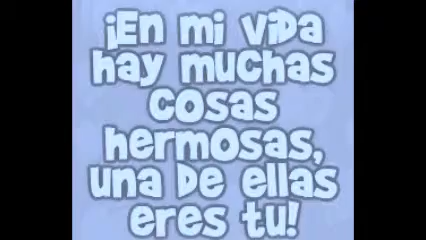 ¡En mi vida
hay muchas
cosas
hermosas,
una de ellas
eres tu!